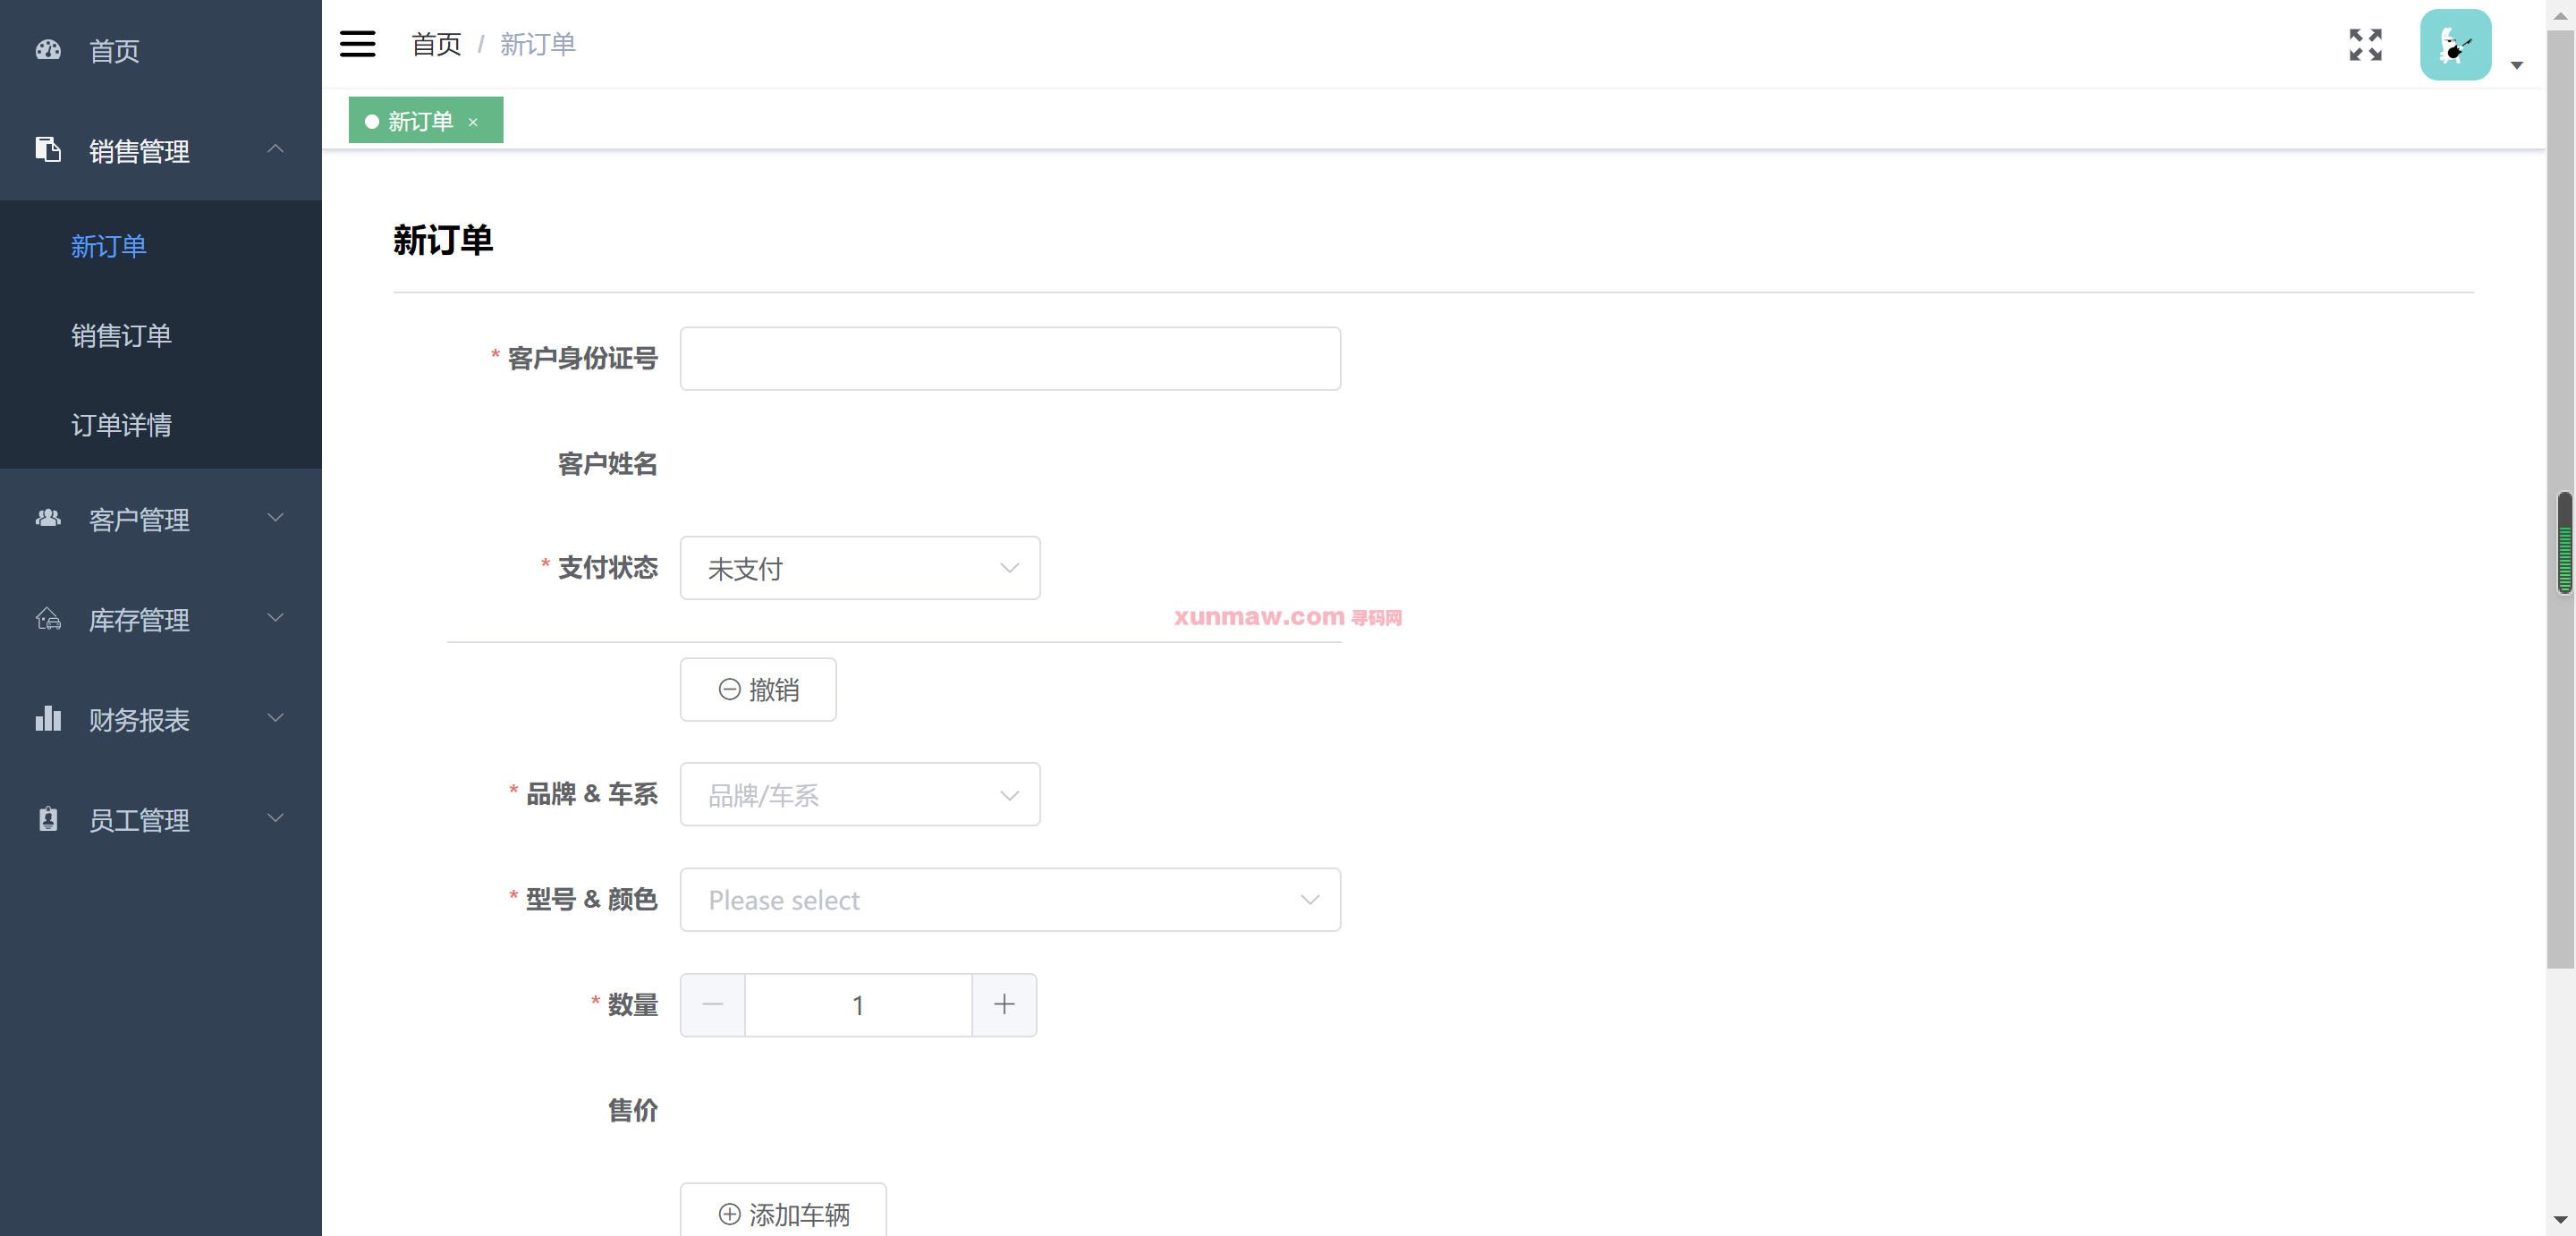 首页
销售管理
新订单
销售订单
订单详情
客户管理
库存管理
财务报表
员工管理
首页 / 新订单
新订单 ×
新订单
* 客户身份证号
客户姓名
* 支付状态 未支付
xunmaw.com 寻码网
撤销
* 品牌 & 车系 品牌/车系
* 型号 & 颜色 Please select
* 数量 1
售价
添加车辆